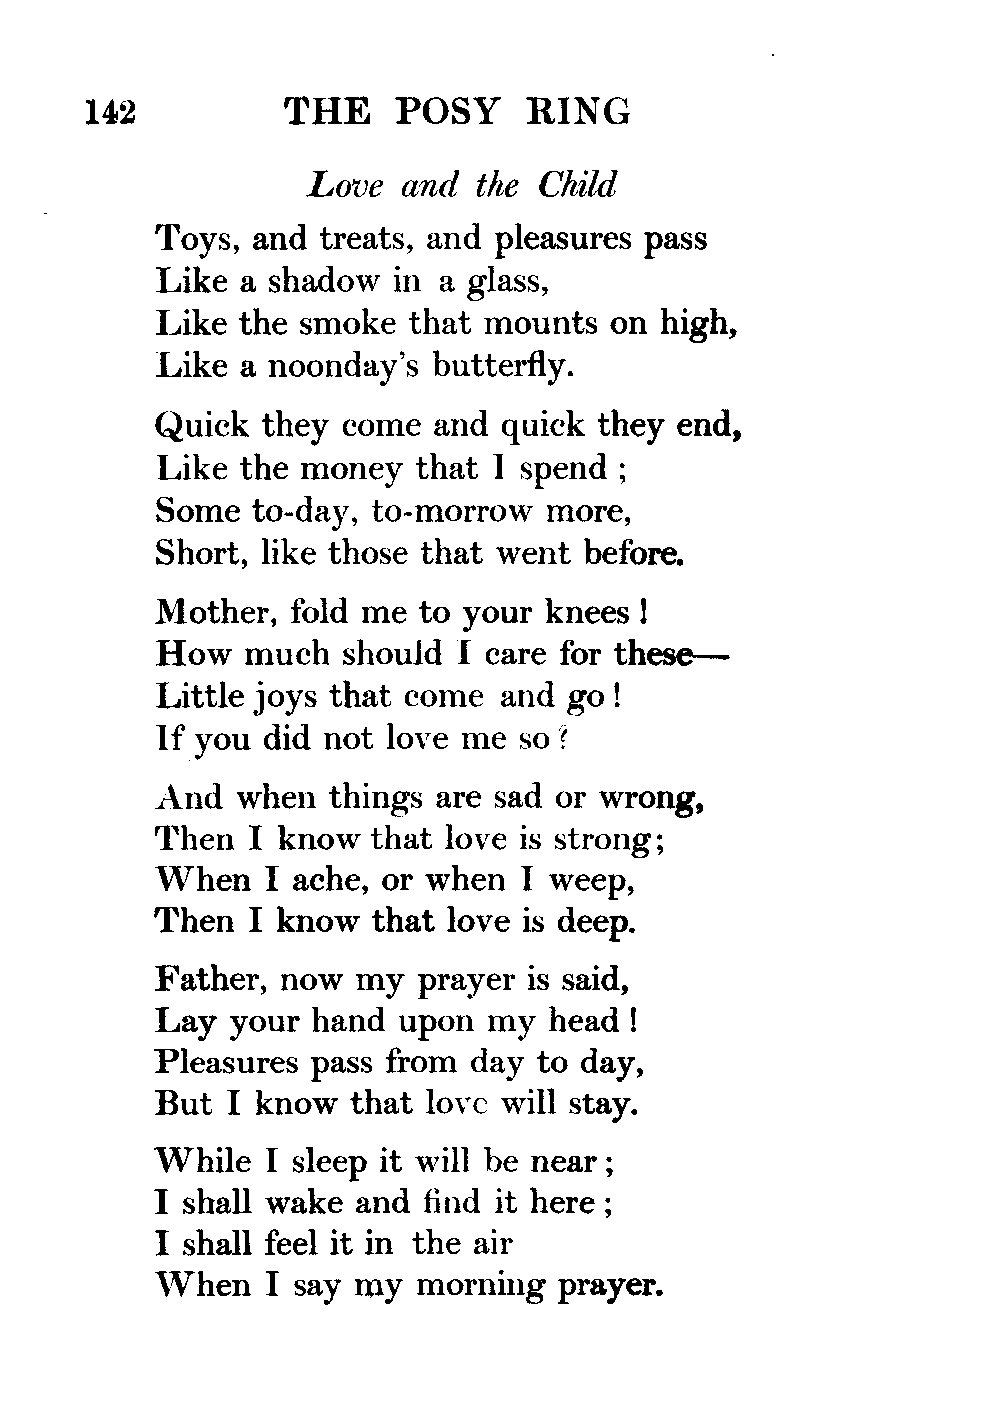 142 THE POSY RING
Love and the Child
Toys, and treats, and pleasures pass
Like a shadow in a glass,
Like the smoke that mounts on high,
Like a noonday's butterfly.
Quick they come and quick they end,
Like the money that I spend ;
Some to-day, to-morrow more,
Short, like those that went before.
Mother, fold me to your knees !
How much should I care for these—
Little joys that come and go !
If you did not love me so ?
And when things are sad or wrong,
Then I know that love is strong;
When I ache, or when I weep,
Then I know that love is deep.
Father, now my prayer is said,
Lay your hand upon my head !
Pleasures pass from day to day,
But I know that love will stay.
While I sleep it will be near ;
I shall wake and find it here ;
I shall feel it in the air
When I say my morning prayer.